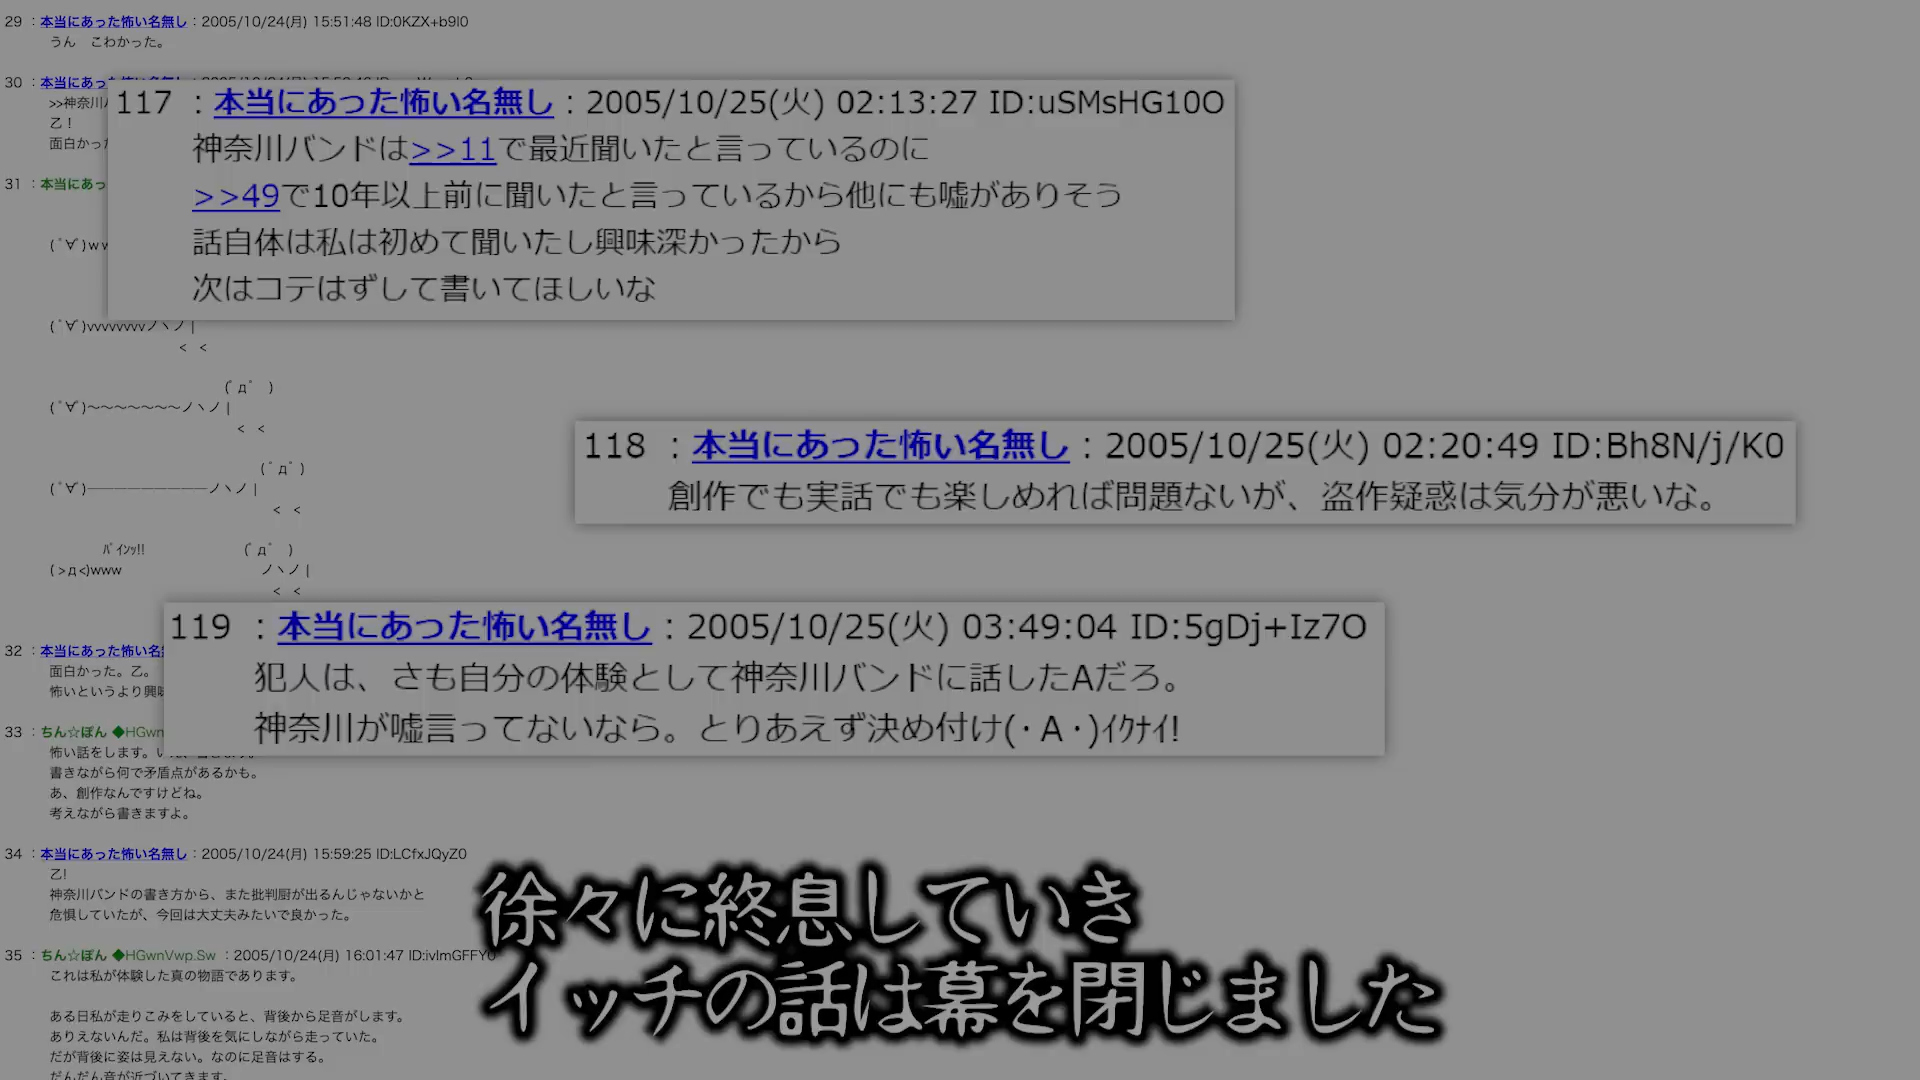 29 ：本当にあった怖い名無し：2005/10/24(月) 15:51:48 ID:0KZX+b9l0
うん　こわかった。
30 ：本当にあっ
>>神奈川バ
乙！
面白かった
117 ：本当にあった怖い名無し：2005/10/25(火) 02:13:27 ID:uSMsHG10O
神奈川バンドは>>11で最近聞いたと言っているのに
>>49で10年以上前に聞いたと言っているから他にも嘘がありそう
話自体は私は初めて聞いたし興味深かったから
次はコテはずして書いてほしいな
31 ：本当にあっ
(ﾟ∀ﾟ)ww
(ﾟ∀ﾟ)vvvvvvvvノヽノ |
< <
(ﾟдﾟ )
(ﾟ∀ﾟ)～～～～～～～ノヽノ |
< <
(ﾟдﾟ)
(ﾟ∀ﾟ)――――――――ノヽノ |
< <
ﾊﾟｲﾝｯ!! (ﾟдﾟ )
(>д<)www ノヽノ |
< <
118 ：本当にあった怖い名無し：2005/10/25(火) 02:20:49 ID:Bh8N/j/K0
創作でも実話でも楽しめれば問題ないが、盗作疑惑は気分が悪いな。
119 ：本当にあった怖い名無し：2005/10/25(火) 03:49:04 ID:5gDj+Iz7O
犯人は、さも自分の体験として神奈川バンドに話したAだろ。
神奈川が嘘言ってないなら。とりあえず決め付け(・A・)ｲｸﾅｲ!
32 ：本当にあった怖い名
面白かった。乙。
怖いというより興味
33 ：ちん☆ぽん ◆HGwn
怖い話をします。
書きながら何で矛盾点があるかも。
あ、創作なんですけどね。
考えながら書きますよ。
34 ：本当にあった怖い名無し：2005/10/24(月) 15:59:25 ID:LCfxJQyZ0
乙!
神奈川バンドの書き方から、また批判厨が出るんじゃないかと
危惧していたが、今回は大丈夫みたいで良かった。
35 ：ちん☆ぽん ◆HGwnVwp.Sw ：2005/10/24(月) 16:01:47 ID:ivImGFFY0
これは私が体験した真の物語であります。
ある日私が走りこみをしていると、背後から足音がします。
ありえないんだ。私は背後を気にしながら走っていた。
だが背後に姿は見えない。なのに足音はする。
だんだん音が近づいてきます。
徐々に終息していき
イッチの話は幕を閉じました